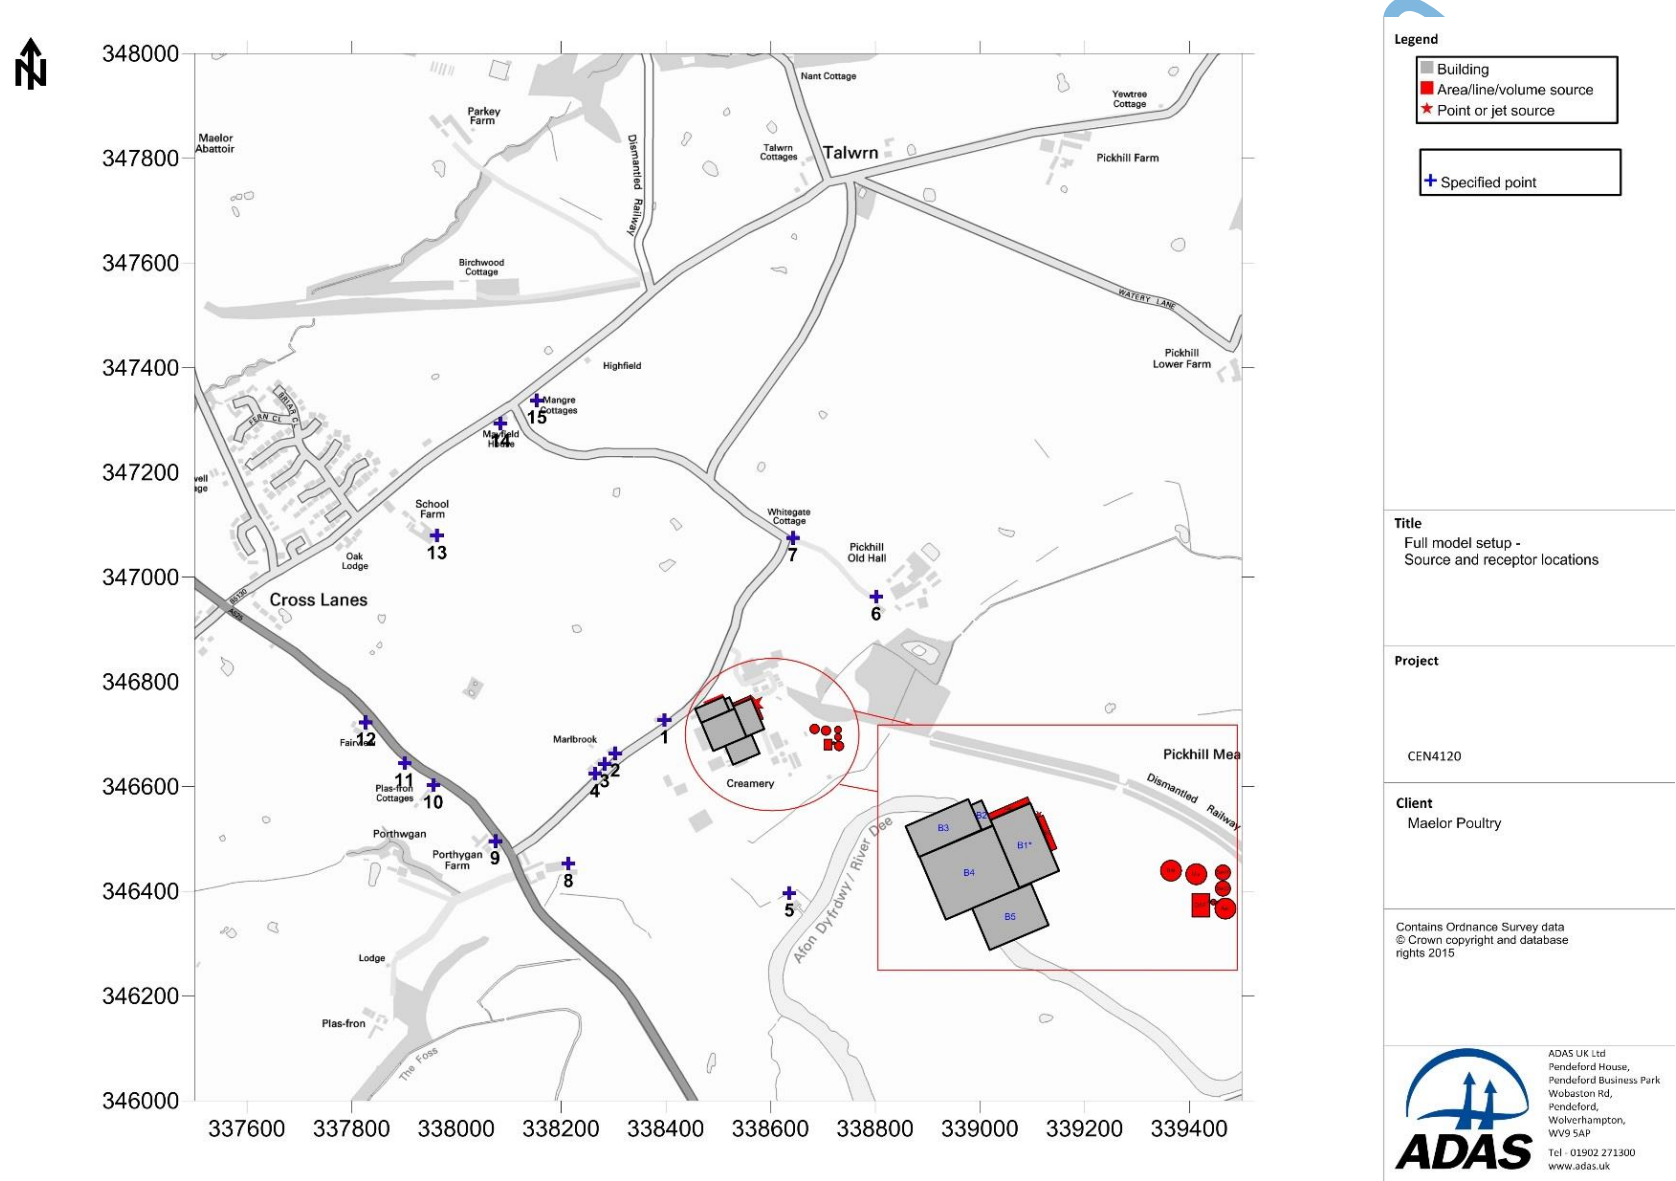 N
348000
347800
347600
347400
347200
347000
346800
346600
346400
346200
346000
337600
337800
338000
338200
338400
338600
338800
339000
339200
339400
Nant Cottage
Yewtree
Cottage
Parkey
Farm
Maelor
Abattoir
Dismantled Railway
Talwrn
Cottages
Talwrn
Pickhill Farm
Birchwood
Cottage
WATERY LANE
Pickhill
Lower Farm
Highfield
BRIAR C
FERN CL
15
Mangre
Cottages
14
Mayfield
House
School
Farm
13
Oak
Lodge
Whitegate
Cottage
7
Pickhill
Old Hall
6
Cross Lanes
B5130
A525
Marlbrook
1
2
3
4
Creamery
12
Fairview
11
Plas-fron
Cottages
10
Porthwgan
Porthygan
Farm
9
8
5
Afon Dyfrdwy / River Dee
Lodge
Plas-fron
The Foss
Pickhill Mea
Dismantled Railway
B3
B2
B1*
B4
B5
Legend
Building
Area/line/volume source
Point or jet source
Specified point
Title
Full model setup -
Source and receptor locations
Project
CEN4120
Client
Maelor Poultry
Contains Ordnance Survey data
© Crown copyright and database
rights 2015
ADAS
ADAS UK Ltd
Pendeford House,
Pendeford Business Park
Wobaston Rd,
Pendeford,
Wolverhampton,
WV9 5AP
Tel - 01902 271300
www.adas.uk